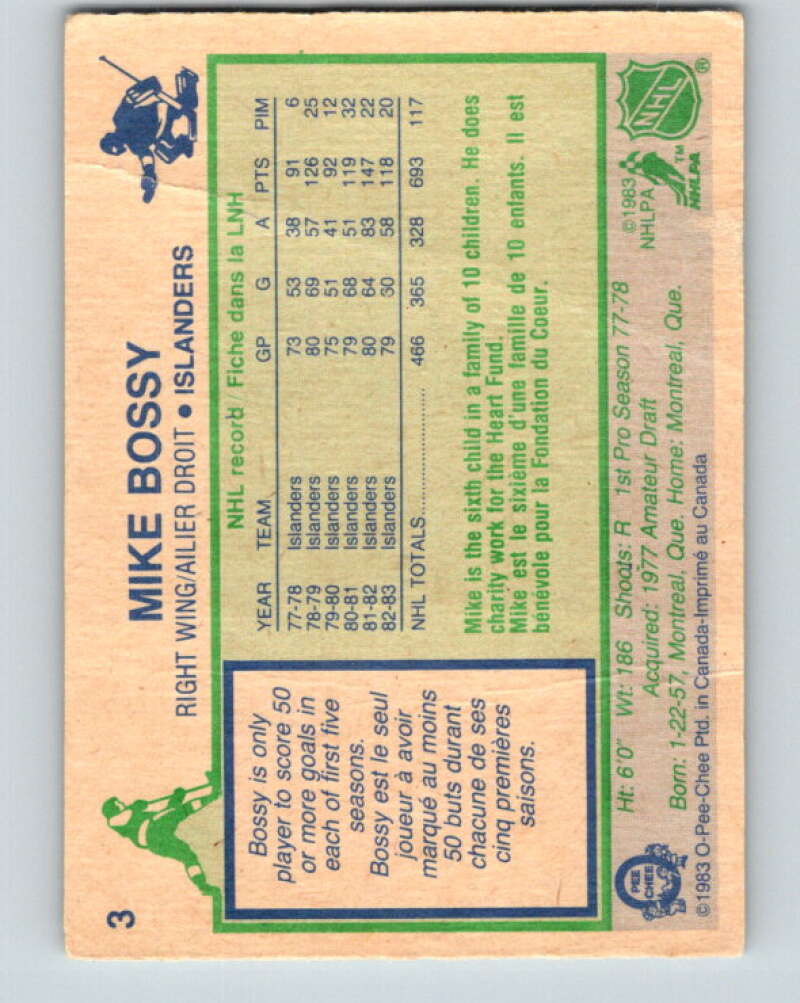 3
MIKE BOSSY
RIGHT WING/AILIER DROIT • ISLANDERS
Bossy is only
player to score 50
or more goals in
each of first five
seasons.
Bossy est le seul
joueur à avoir
marqué au moins
50 buts durant
chacune de ses
cinq premières
saisons.
NHL record / Fiche dans la LNH
YEAR TEAM GP G A PTS PIM
77-78 Islanders 73 53 38 91 6
78-79 Islanders 80 69 57 126 25
79-80 Islanders 75 51 41 92 12
80-81 Islanders 79 68 51 119 32
81-82 Islanders 80 64 83 147 22
82-83 Islanders 79 30 58 118 20
NHL TOTALS.................... 466 365 328 693 117
Mike is the sixth child in a family of 10 children. He does
charity work for the Heart Fund.
Mike est le sixième d'une famille de 10 enfants. Il est
bénévole pour la Fondation du Coeur.
PEE
CHEE
Ht: 6'0" Wt: 186 Shoots: R 1st Pro Season 77-78
Acquired: 1977 Amateur Draft
Born: 1-22-57, Montreal, Que. Home: Montreal, Que.
©1983 O-Pee-Chee Ptd. in Canada-Imprimé au Canada
©1983
NHLPA
NHL ®
NHLPA ™